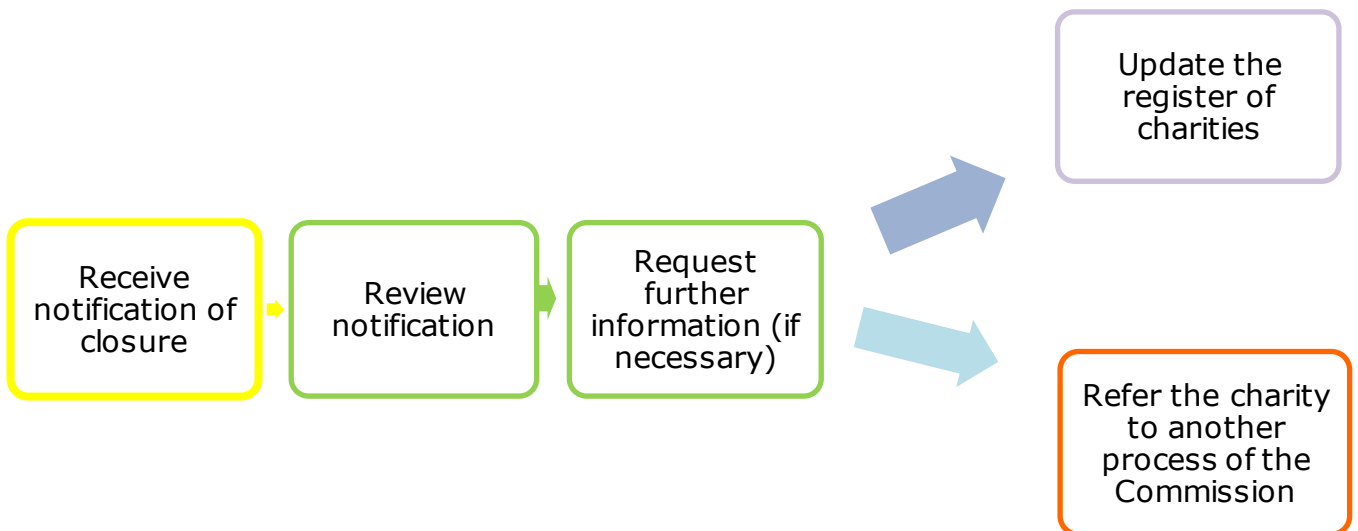 Receive
notification of
closure
Review
notification
Request
further
information (if
necessary)
Update the
register of
charities
Refer the charity
to another
process of the
Commission